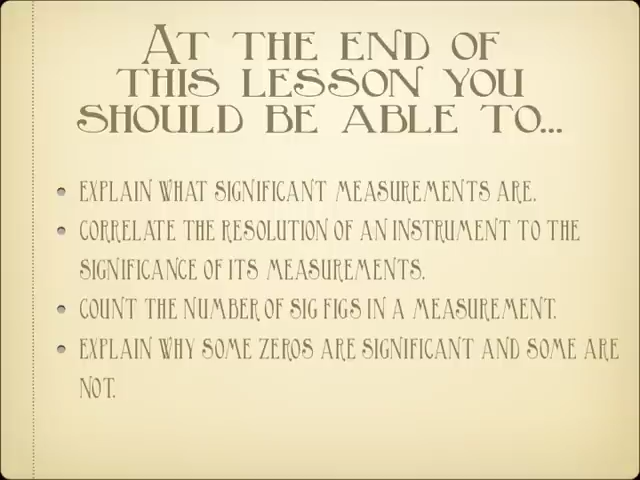 At the end of
this lesson you
should be able to...
• Explain what significant measurements are.
• Correlate the resolution of an instrument to the
significance of its measurements.
• Count the number of sig figs in a measurement.
• Explain why some zeros are significant and some are
not.